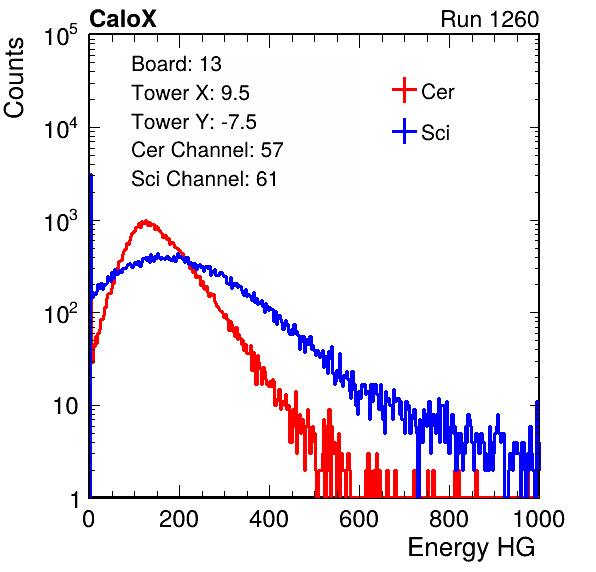 CaloX Run 1260
Counts
10^5
10^4
10^3
10^2
10
1
Board: 13
Tower X: 9.5
Tower Y: -7.5
Cer Channel: 57
Sci Channel: 61
Cer
Sci
0 200 400 600 800 1000
Energy HG